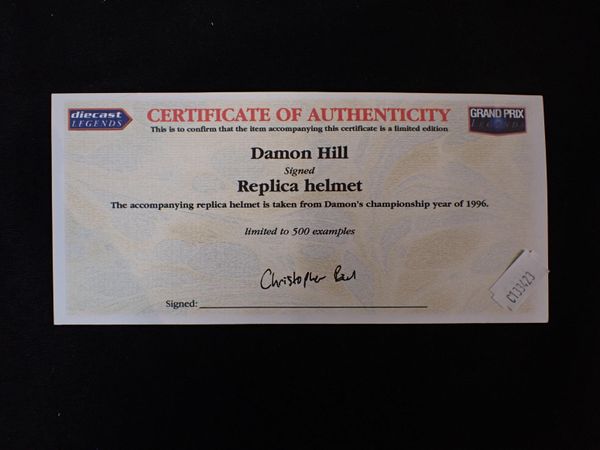 diecast
LEGENDS
CERTIFICATE OF AUTHENTICITY
GRAND PRIX
LEGENDS
This is to confirm that the item accompanying this certificate is a limited edition
Damon Hill
Signed
Replica helmet
The accompanying replica helmet is taken from Damon's championship year of 1996.
limited to 500 examples
Christopher
Signed:
C133423